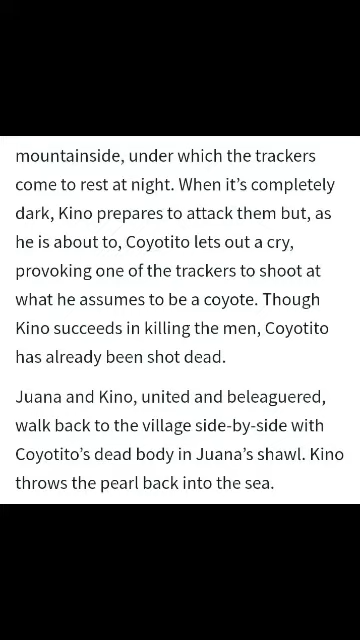 mountainside, under which the trackers
come to rest at night. When it’s completely
dark, Kino prepares to attack them but, as
he is about to, Coyotito lets out a cry,
provoking one of the trackers to shoot at
what he assumes to be a coyote. Though
Kino succeeds in killing the men, Coyotito
has already been shot dead.
Juana and Kino, united and beleaguered,
walk back to the village side-by-side with
Coyotito’s dead body in Juana’s shawl. Kino
throws the pearl back into the sea.